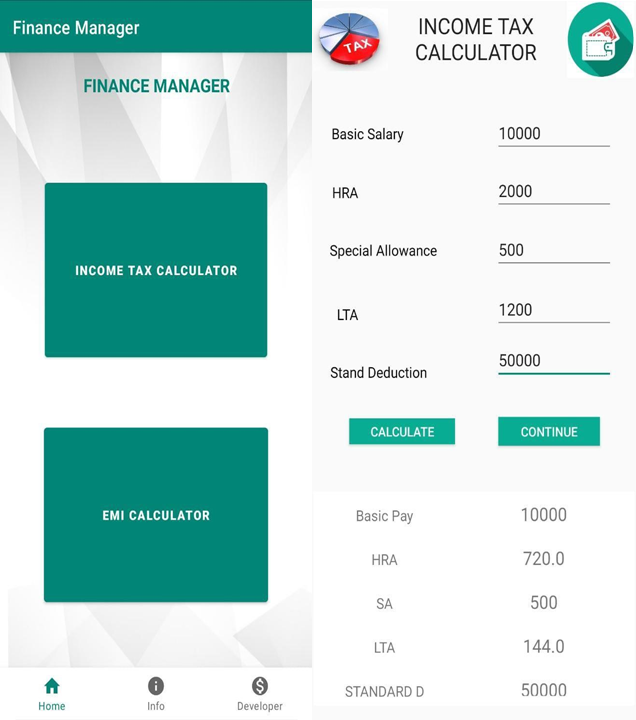 Finance Manager
FINANCE MANAGER
INCOME TAX CALCULATOR
EMI CALCULATOR
Home
Info
Developer
TAX
INCOME TAX
CALCULATOR
Basic Salary 10000
HRA 2000
Special Allowance 500
LTA 1200
Stand Deduction 50000
CALCULATE CONTINUE
Basic Pay 10000
HRA 720.0
SA 500
LTA 144.0
STANDARD D 50000